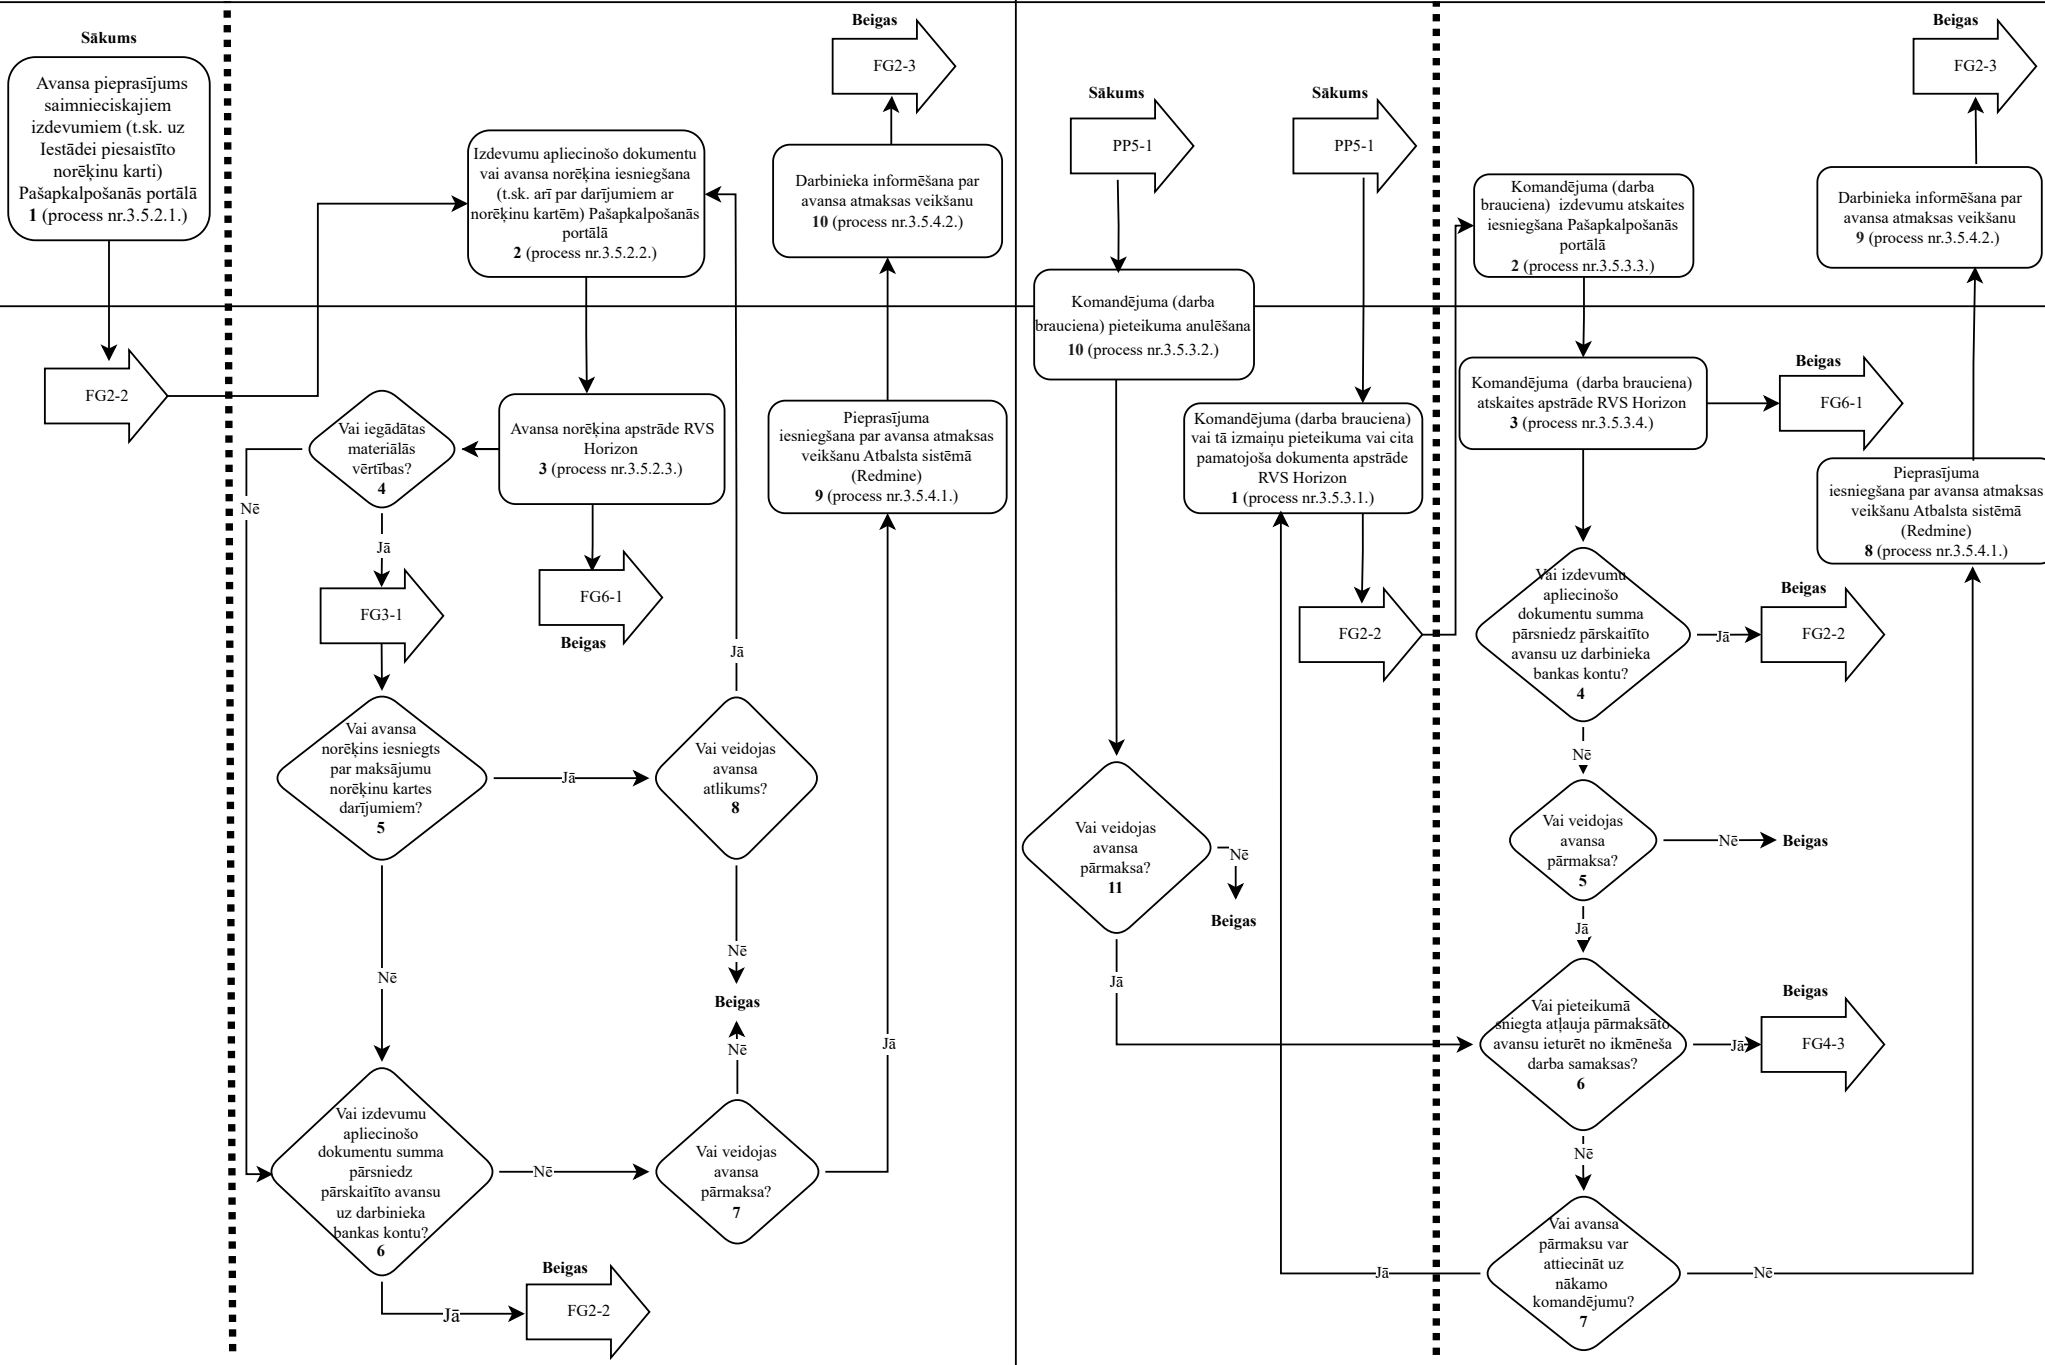 Sākums
Avansa pieprasījums
saimnieciskajiem
izdevumiem (t.sk. uz
Iestādei piesaistīto
norēķinu karti)
Pašapkalpošanās portālā
1 (process nr.3.5.2.1.)
FG2-2
Izdevumu apliecinošo dokumentu
vai avansa norēķina iesniegšana
(t.sk. arī par darījumiem ar
norēķinu kartēm) Pašapkalpošanās
portālā
2 (process nr.3.5.2.2.)
Beigas
FG2-3
Darbinieka informēšana par
avansa atmaksas veikšanu
10 (process nr.3.5.4.2.)
Vai iegādātas
materiālās
vērtības?
4
Nē
Jā
Avansa norēķina apstrāde RVS
Horizon
3 (process nr.3.5.2.3.)
FG6-1
Beigas
Pieprasījuma
iesniegšana par avansa atmaksas
veikšanu Atbalsta sistēmā
(Redmine)
9 (process nr.3.5.4.1.)
FG3-1
Jā
Vai avansa
norēķins iesniegts
par maksājumu
norēķinu kartes
darījumiem?
5
Jā
Vai veidojas
avansa
atlikums?
8
Nē
Nē
Beigas
Nē
Jā
Vai izdevumu
apliecinošo
dokumentu summa
pārsniedz
pārskaitīto avansu
uz darbinieka
bankas kontu?
6
Nē
Vai veidojas
avansa
pārmaksa?
7
Jā
Beigas
FG2-2
Sākums
PP5-1
Sākums
PP5-1
Komandējuma (darba
brauciena) pieteikuma anulēšana
10 (process nr.3.5.3.2.)
Komandējuma (darba brauciena)
vai tā izmaiņu pieteikuma vai cita
pamatojoša dokumenta apstrāde
RVS Horizon
1 (process nr.3.5.3.1.)
FG2-2
Vai veidojas
avansa
pārmaksa?
11
Nē
Beigas
Jā
Komandējuma (darba
brauciena) izdevumu atskaites
iesniegšana Pašapkalpošanās
portālā
2 (process nr.3.5.3.3.)
Beigas
FG2-3
Darbinieka informēšana par
avansa atmaksas veikšanu
9 (process nr.3.5.4.2.)
Komandējuma (darba brauciena)
atskaites apstrāde RVS Horizon
3 (process nr.3.5.3.4.)
Beigas
FG6-1
Pieprasījuma
iesniegšana par avansa atmaksas
veikšanu Atbalsta sistēmā
(Redmine)
8 (process nr.3.5.4.1.)
Vai izdevumu
apliecinošo
dokumentu summa
pārsniedz pārskaitīto
avansu uz darbinieka
bankas kontu?
4
Jā
Beigas
FG2-2
Nē
Vai veidojas
avansa
pārmaksa?
5
Nē
Beigas
Jā
Vai pieteikumā
sniegta atļauja pārmaksāto
avansu ieturēt no ikmēneša
darba samaksas?
6
Jā
Beigas
FG4-3
Nē
Vai avansa
pārmaksu var
attiecināt uz
nākamo
komandējumu?
7
Jā
Nē